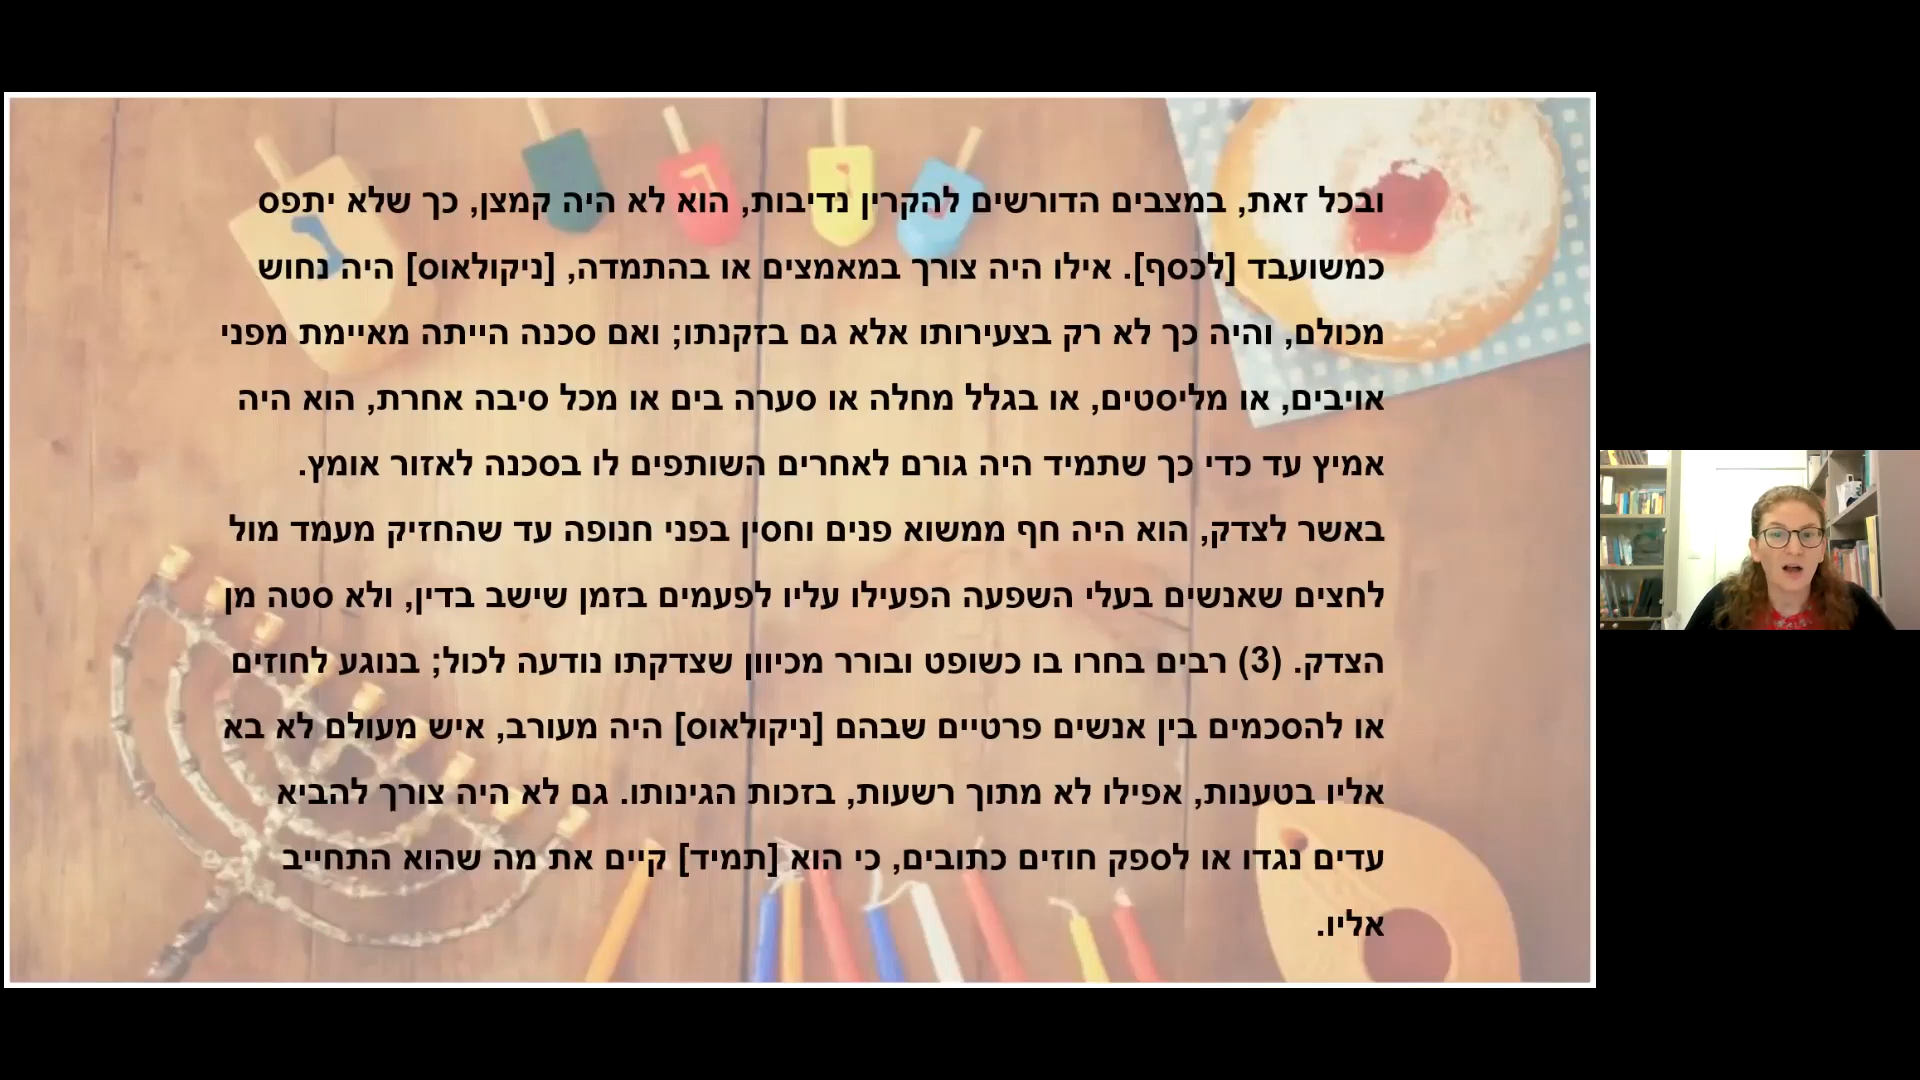 ובכל זאת, במצבים הדורשים להקרין נדיבות, הוא לא היה קמצן, כך שלא יתפס
כמשועבד [לכסף]. אילו היה צורך במאמצים או בהתמדה, [ניקולאוס] היה נחוש
מכולם, והיה כך לא רק בצעירותו אלא גם בזקנתו; ואם סכנה הייתה מאיימת מפני
אויבים, או מליסטים, או בגלל מחלה או סערה בים או מכל סיבה אחרת, הוא היה
אמיץ עד כדי כך שתמיד היה גורם לאחרים השותפים לו בסכנה לאזור אומץ.
באשר לצדק, הוא היה חף ממשוא פנים וחסין בפני חנופה עד שהחזיק מעמד מול
לחצים שאנשים בעלי השפעה הפעילו עליו לפעמים בזמן שישב בדין, ולא סטה מן
הצדק. (3) רבים בחרו בו כשופט ובורר מכיוון שצדקתו נודעה לכול; בנוגע לחוזים
או להסכמים בין אנשים פרטיים שבהם [ניקולאוס] היה מעורב, איש מעולם לא בא
אליו בטענות, אפילו לא מתוך רשעות, בזכות הגינותו. גם לא היה צורך להביא
עדים נגדו או לספק חוזים כתובים, כי הוא [תמיד] קיים את מה שהוא התחייב
אליו.